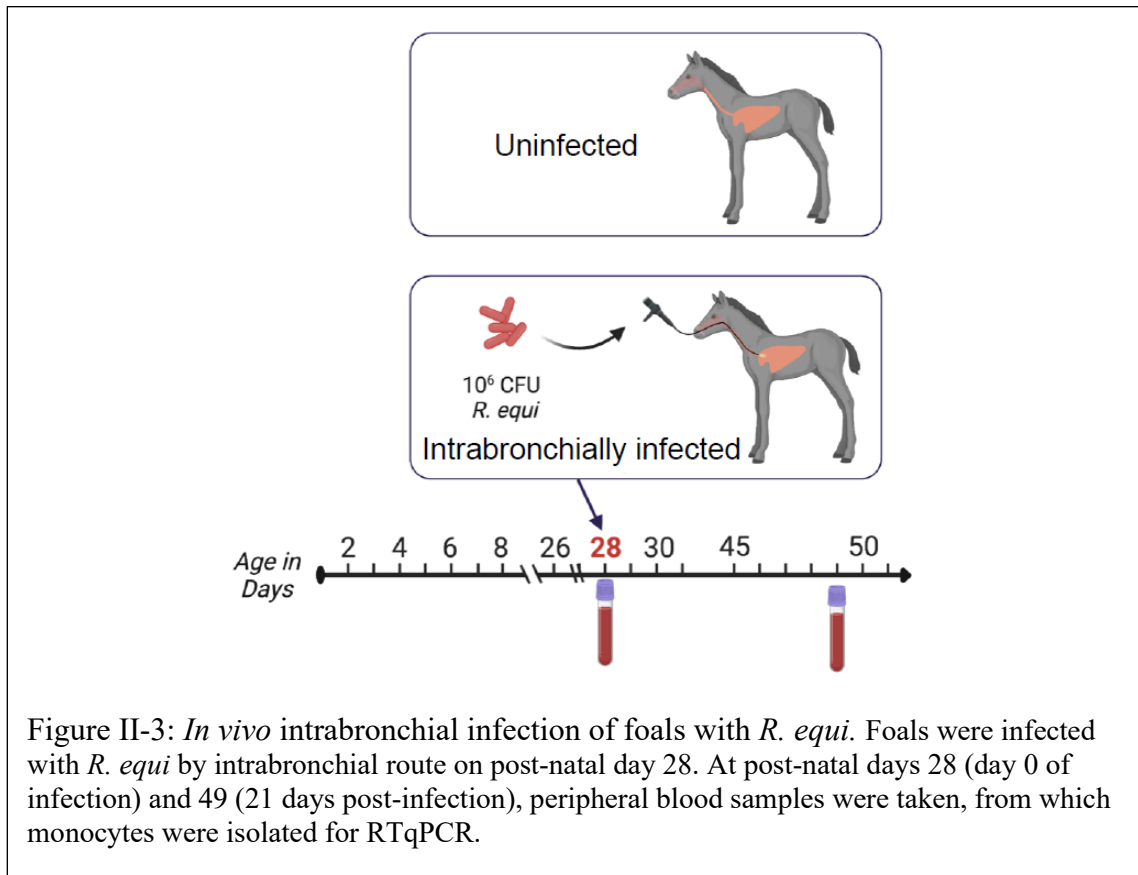 Uninfected
10⁶ CFU
R. equi
Intrabronchially infected
2 4 6 8 26 28 30 45 50
Age in
Days
Figure II-3: In vivo intrabronchial infection of foals with R. equi. Foals were infected
with R. equi by intrabronchial route on post-natal day 28. At post-natal days 28 (day 0 of
infection) and 49 (21 days post-infection), peripheral blood samples were taken, from which
monocytes were isolated for RTqPCR.